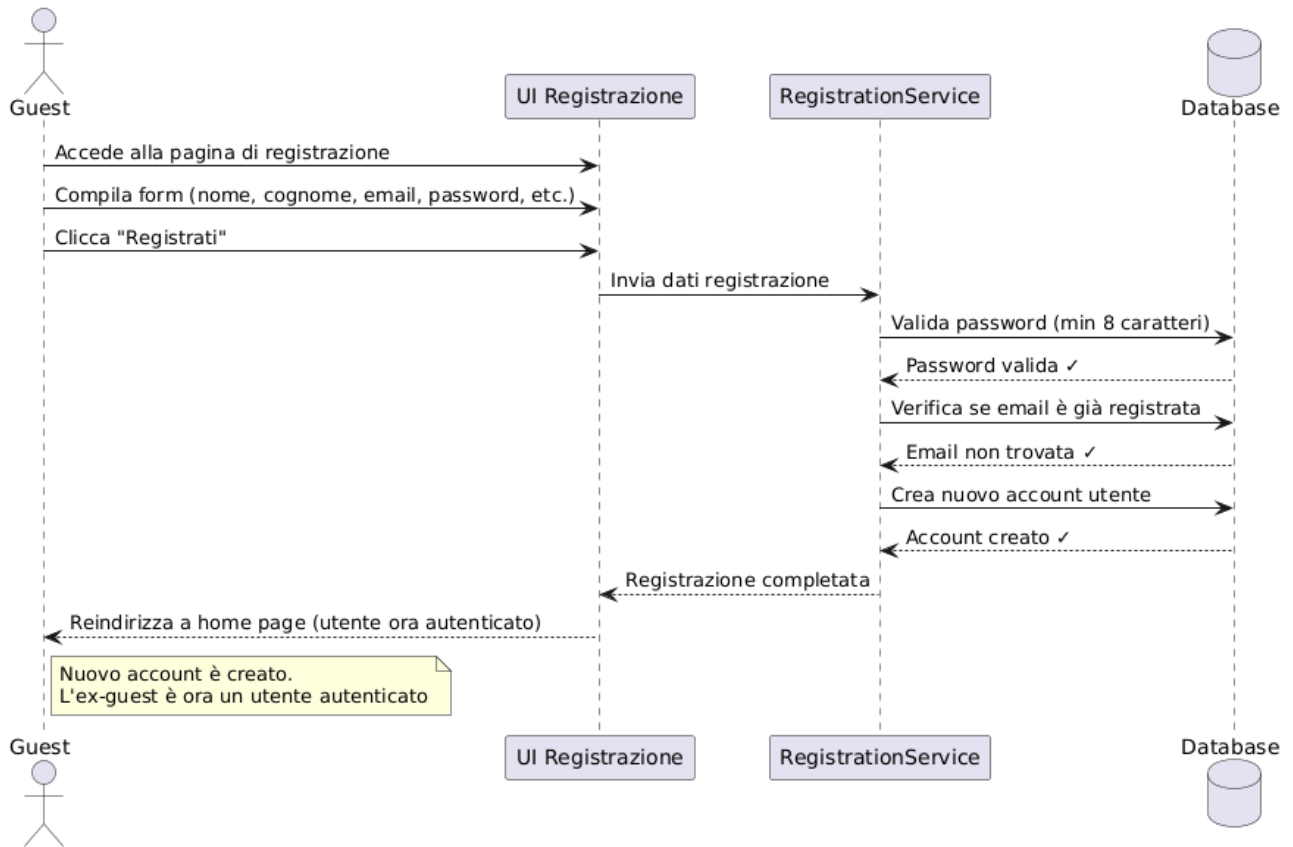 Guest
UI Registrazione
RegistrationService
Database
Accede alla pagina di registrazione
Compila form (nome, cognome, email, password, etc.)
Clicca "Registrati"
Invia dati registrazione
Valida password (min 8 caratteri)
Password valida ✓
Verifica se email è già registrata
Email non trovata ✓
Crea nuovo account utente
Account creato ✓
Registrazione completata
Reindirizza a home page (utente ora autenticato)
Nuovo account è creato.
L'ex-guest è ora un utente autenticato
Guest
UI Registrazione
RegistrationService
Database